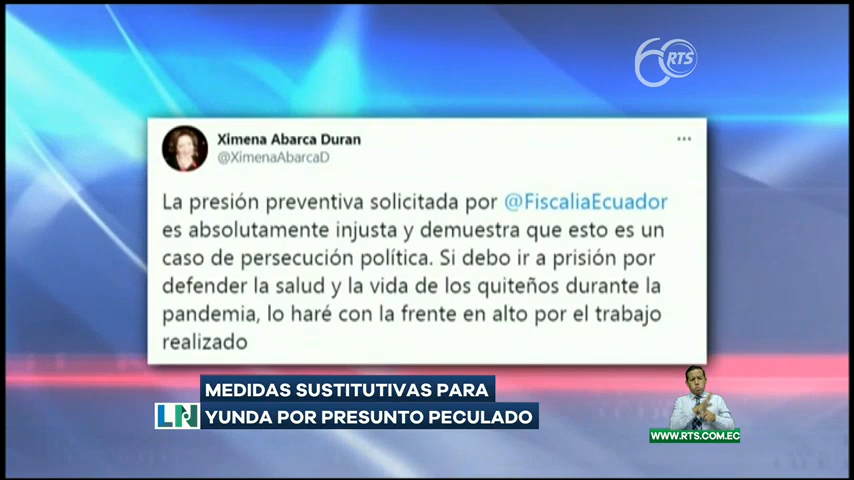 60 RTS
Ximena Abarca Duran
@XimenaAbarcaD
La presión preventiva solicitada por @FiscaliaEcuador
es absolutamente injusta y demuestra que esto es un
caso de persecución política. Si debo ir a prisión por
defender la salud y la vida de los quiteños durante la
pandemia, lo haré con la frente en alto por el trabajo
realizado
MEDIDAS SUSTITUTIVAS PARA
LN YUNDA POR PRESUNTO PECULADO
WWW.RTS.COM.EC